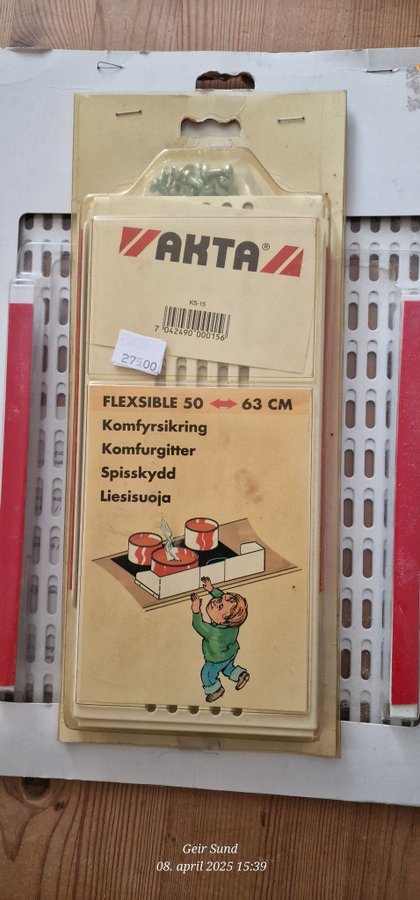 AKTA®
KS-15
7 042490 000156
275.00
FLEXSIBLE 50 ↔ 63 CM
Komfyrsikring
Komfurgitter
Spisskydd
Liesisuoja
Geir Sund
08. april 2025 15:39